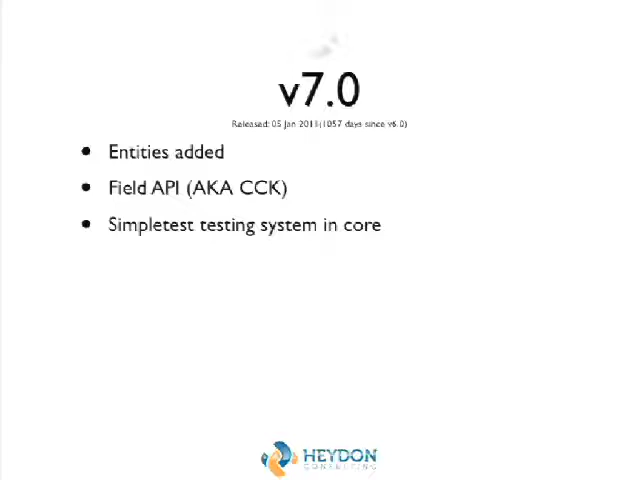 v7.0
Released: 05 Jan 2011(1057 days since v6.0)
• Entities added
• Field API (AKA CCK)
• Simpletest testing system in core
HEYDON
CONSULTING